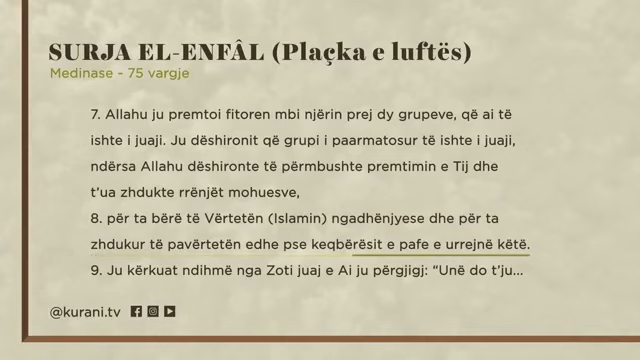 SURJA EL-ENFÂL (Plaçka e luftës)
Medinase - 75 vargje
7. Allahu ju premtoi fitoren mbi njërin prej dy grupeve, që ai të
ishte i juaji. Ju dëshironit që grupi i paarmatosur të ishte i juaji,
ndërsa Allahu dëshironte të përmbushte premtimin e Tij dhe
t'ua zhdukte rrënjët mohuesve,
8. për ta bërë të Vërtetën (Islamin) ngadhënjyese dhe për ta
zhdukur të pavërtetën edhe pse keqbërësit e pafe e urrejnë këtë.
9. Ju kërkuat ndihmë nga Zoti juaj e Ai ju përgjigj: “Unë do t'ju...
@kurani.tv